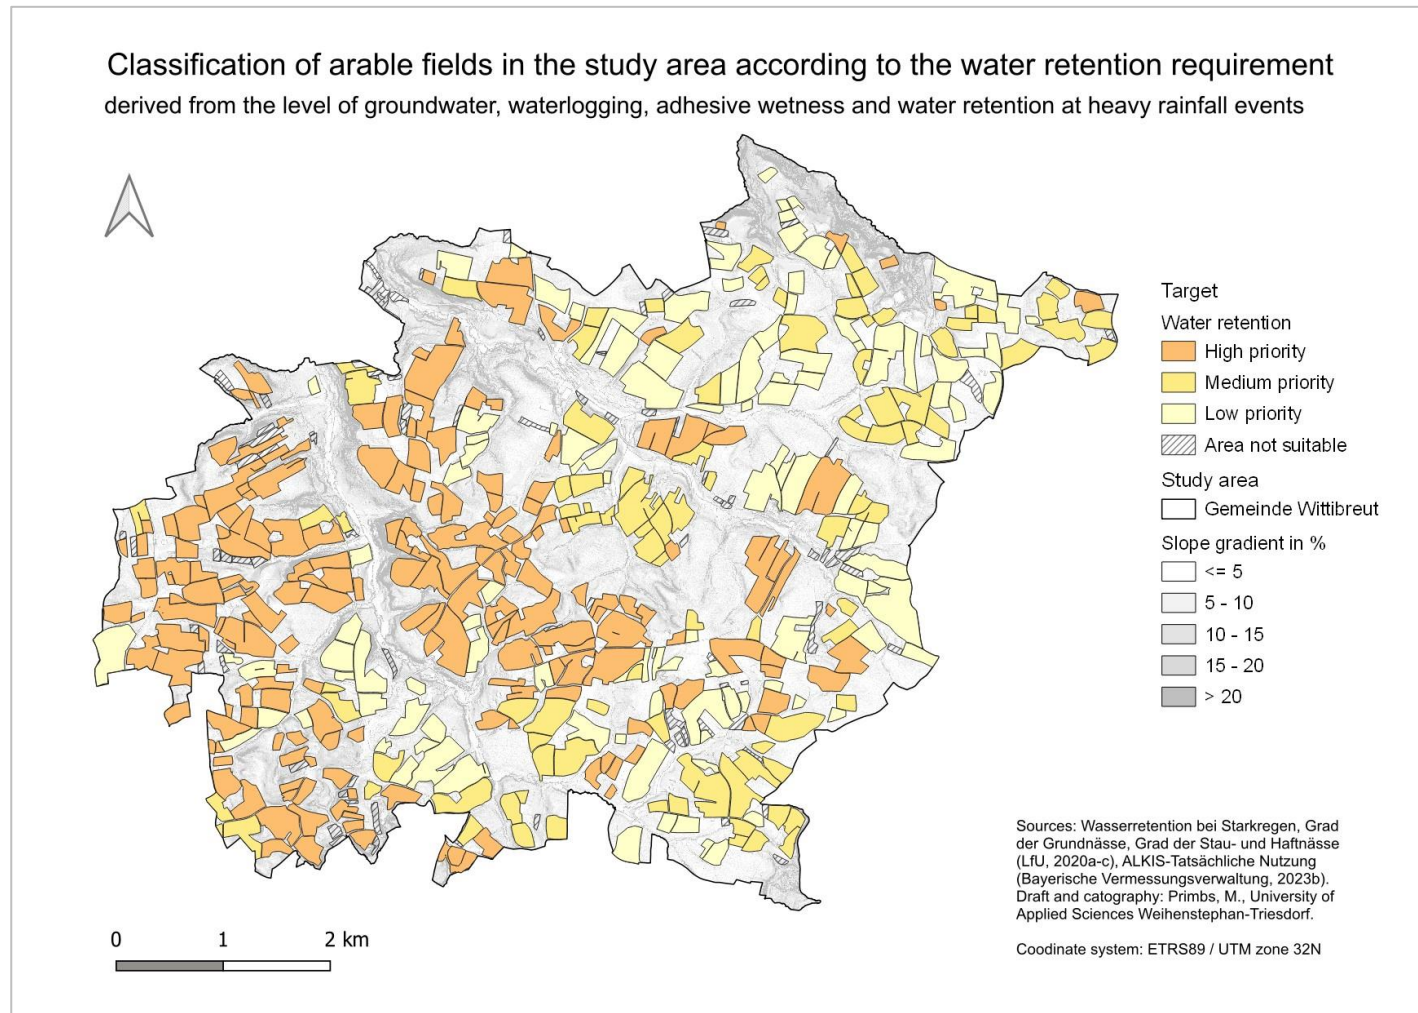 Classification of arable fields in the study area according to the water retention requirement
derived from the level of groundwater, waterlogging, adhesive wetness and water retention at heavy rainfall events
Target
Water retention
High priority
Medium priority
Low priority
Area not suitable
Study area
Gemeinde Wittibreut
Slope gradient in %
<= 5
5 - 10
10 - 15
15 - 20
> 20
Sources: Wasserretention bei Starkregen, Grad
der Grundnässe, Grad der Stau- und Haftnässe
(LfU, 2020a-c), ALKIS-Tatsächliche Nutzung
(Bayerische Vermessungsverwaltung, 2023b).
Draft and catography: Primbs, M., University of
Applied Sciences Weihenstephan-Triesdorf.
Coodinate system: ETRS89 / UTM zone 32N
0 1 2 km